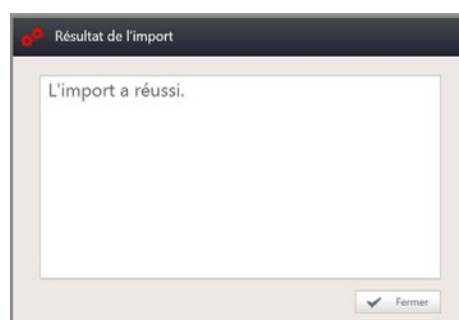 Résultat de l'import
L'import a réussi.
Fermer